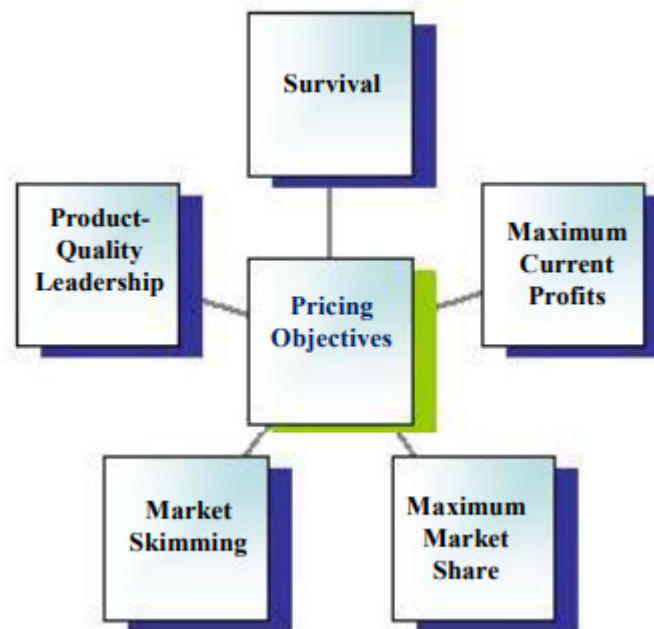 Survival
Product-
Quality
Leadership
Maximum
Current
Profits
Pricing
Objectives
Market
Skimming
Maximum
Market
Share